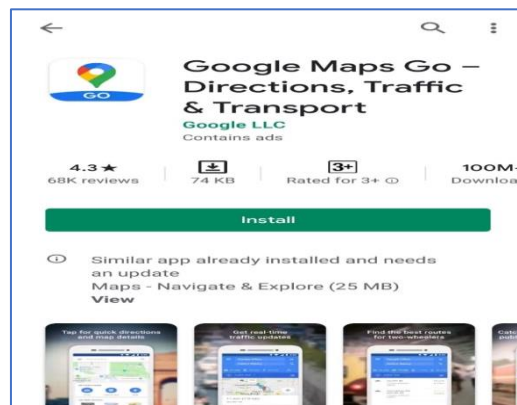 Google Maps Go –
Directions, Traffic
& Transport
GO
Google LLC
Contains ads
4.3★
68K reviews
74 KB
3+
Rated for 3+
100M+
Downloa
Install
Similar app already installed and needs
an update
Maps - Navigate & Explore (25 MB)
View
Tap for quick directions
and map details
Get real-time
traffic updates
Find the best routes
for two-wheelers